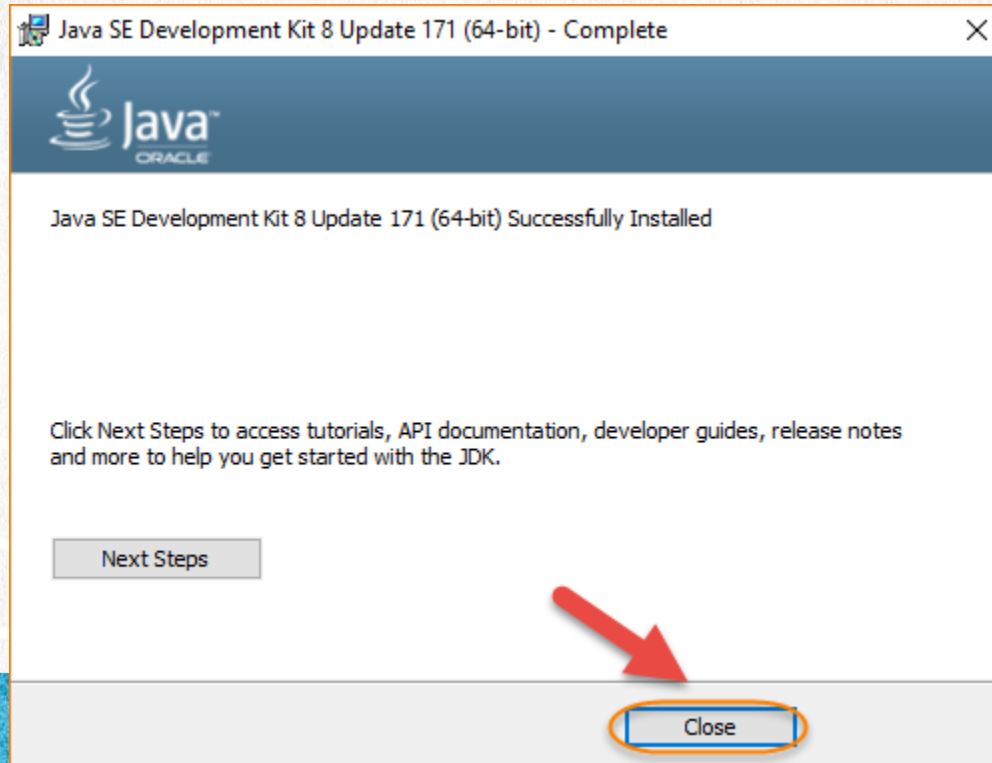 Java SE Development Kit 8 Update 171 (64-bit) - Complete
Java™
ORACLE
Java SE Development Kit 8 Update 171 (64-bit) Successfully Installed
Click Next Steps to access tutorials, API documentation, developer guides, release notes
and more to help you get started with the JDK.
Next Steps
Close